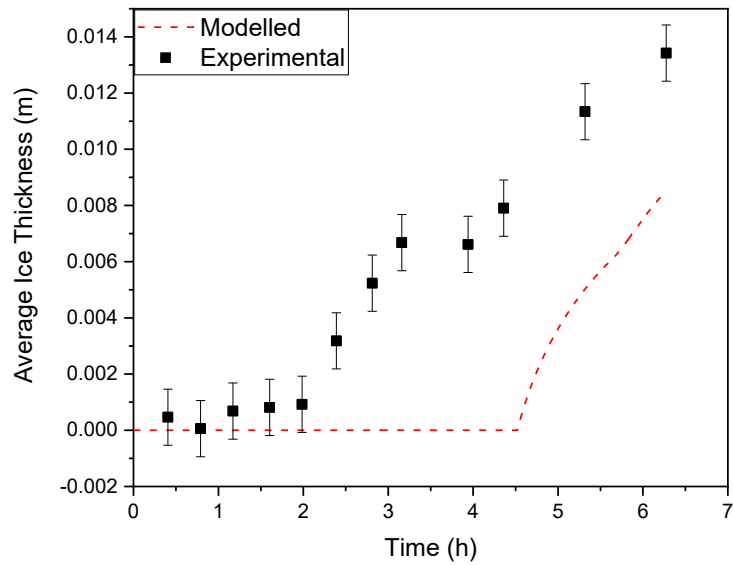 Modelled
Experimental
0.014
0.012
0.010
0.008
0.006
0.004
0.002
0.000
-0.002
Average Ice Thickness (m)
0 1 2 3 4 5 6 7
Time (h)